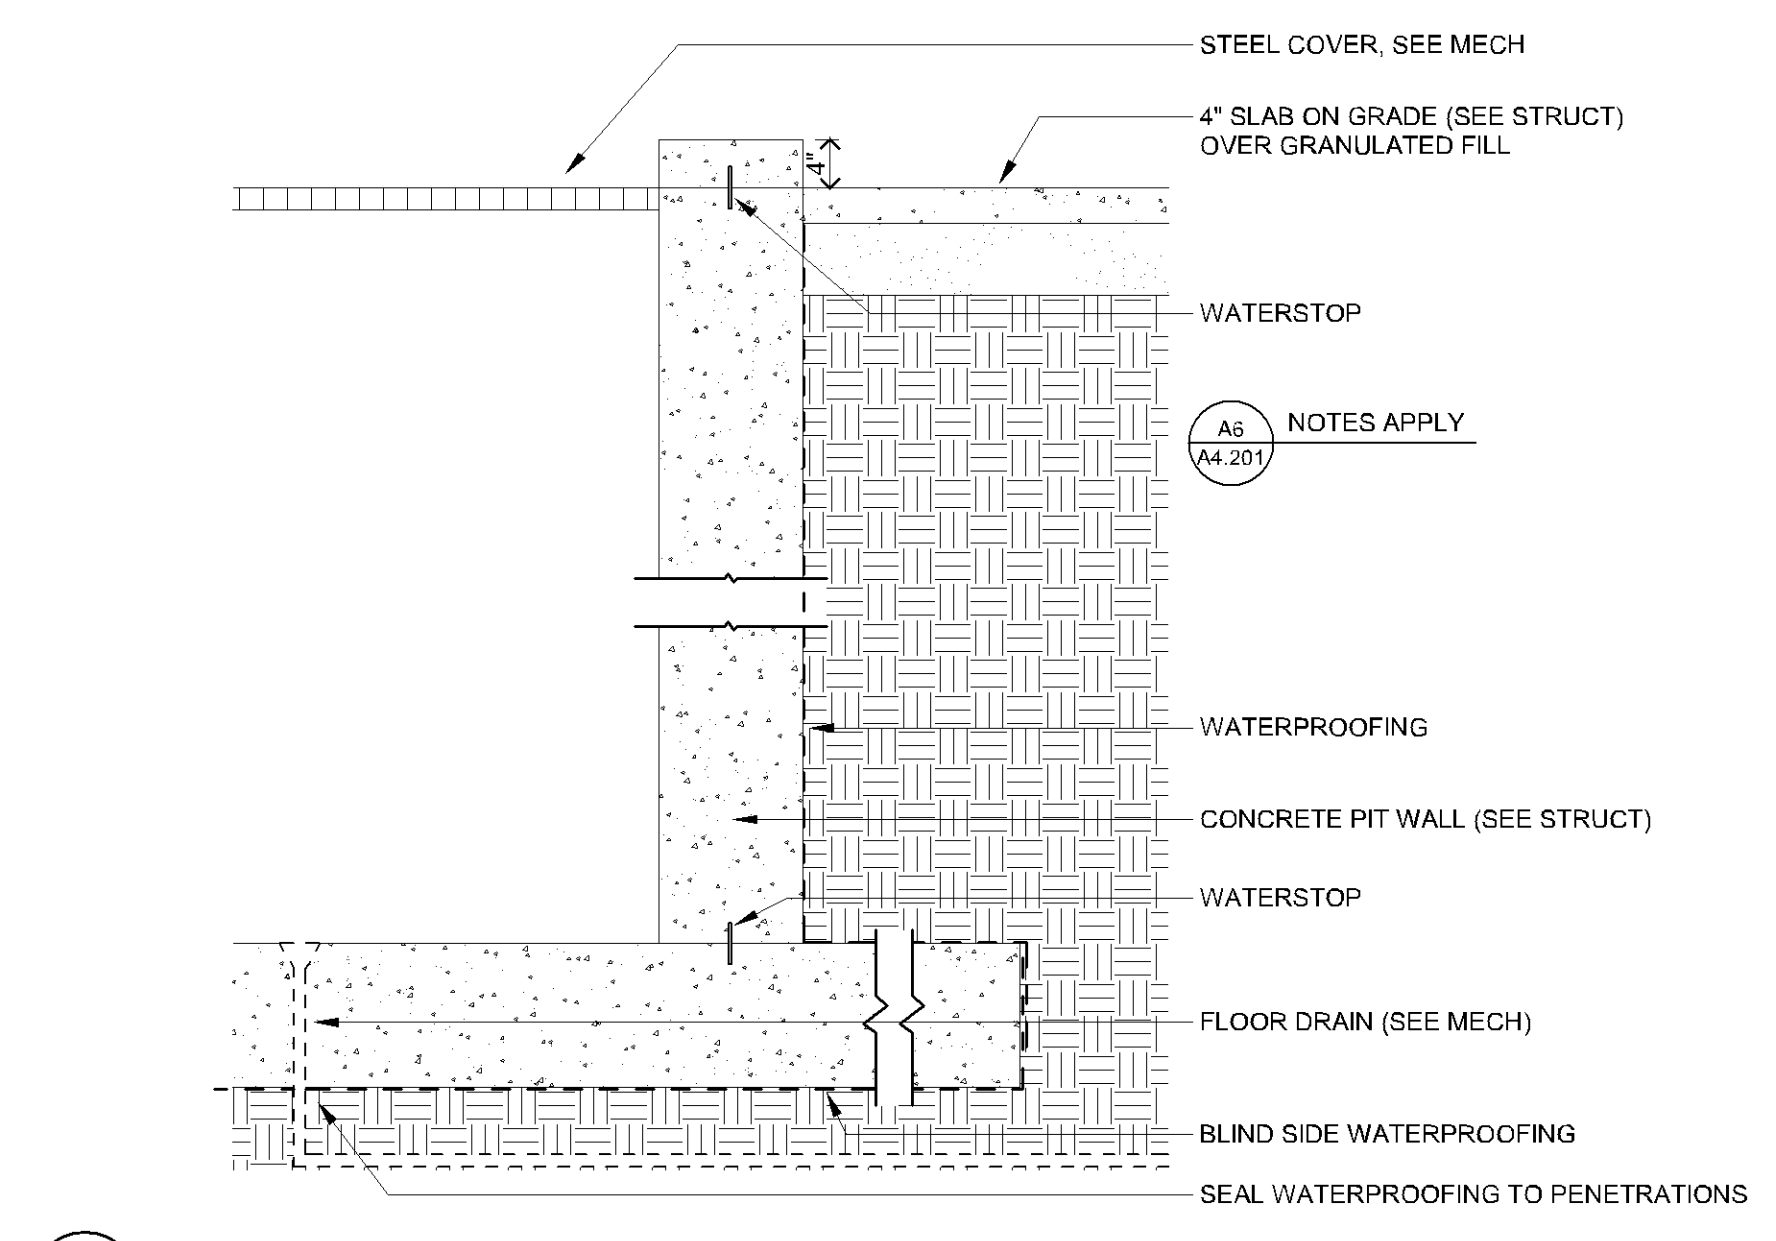 STEEL COVER, SEE MECH
4" SLAB ON GRADE (SEE STRUCT)
OVER GRANULATED FILL
4"
WATERSTOP
A6
NOTES APPLY
A4.201
WATERPROOFING
CONCRETE PIT WALL (SEE STRUCT)
WATERSTOP
FLOOR DRAIN (SEE MECH)
BLIND SIDE WATERPROOFING
SEAL WATERPROOFING TO PENETRATIONS